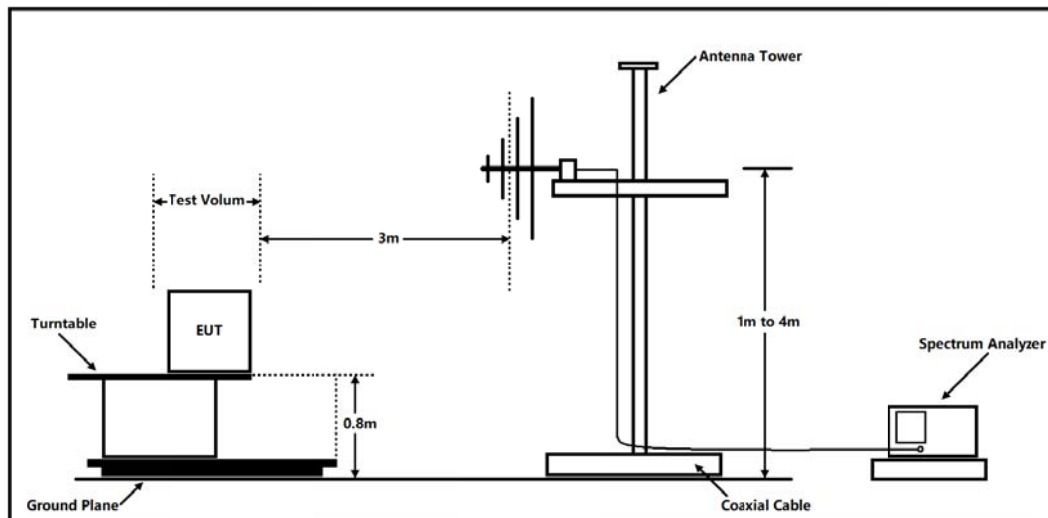 Antenna Tower
Test Volum
3m
Turntable
EUT
1m to 4m
Spectrum Analyzer
0.8m
Ground Plane
Coaxial Cable